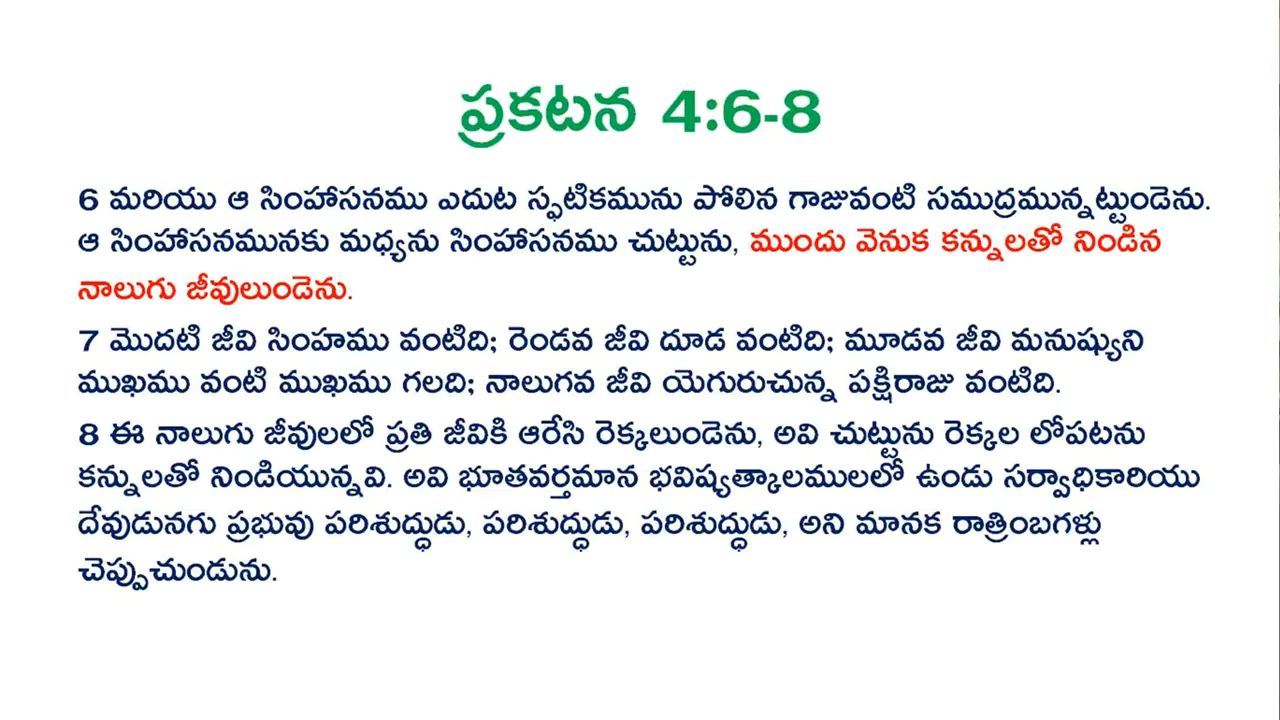 ప్రకటన 4:6-8
6 మరియు ఆ సింహాసనము ఎదుట స్ఫటికమును పోలిన గాజువంటి సముద్రమున్నట్టుండెను.
ఆ సింహాసనమునకు మధ్యను సింహాసనము చుట్టును, ముందు వెనుక కన్నులతో నిండిన
నాలుగు జీవులుండెను.
7 మొదటి జీవి సింహము వంటిది; రెండవ జీవి దూడ వంటిది; మూడవ జీవి మనుష్యుని
ముఖము వంటి ముఖము గలది; నాలుగవ జీవి యెగురుచున్న పక్షిరాజు వంటిది.
8 ఈ నాలుగు జీవులలో ప్రతి జీవికి ఆరేసి రెక్కలుండెను, అవి చుట్టును రెక్కల లోపటను
కన్నులతో నిండియున్నవి. అవి భూతవర్తమాన భవిష్యత్కాలములలో ఉండు సర్వాధికారియు
దేవుడునగు ప్రభువు పరిశుద్ధుడు, పరిశుద్ధుడు, పరిశుద్ధుడు, అని మానక రాత్రింబగళ్లు
చెప్పుచుండును.